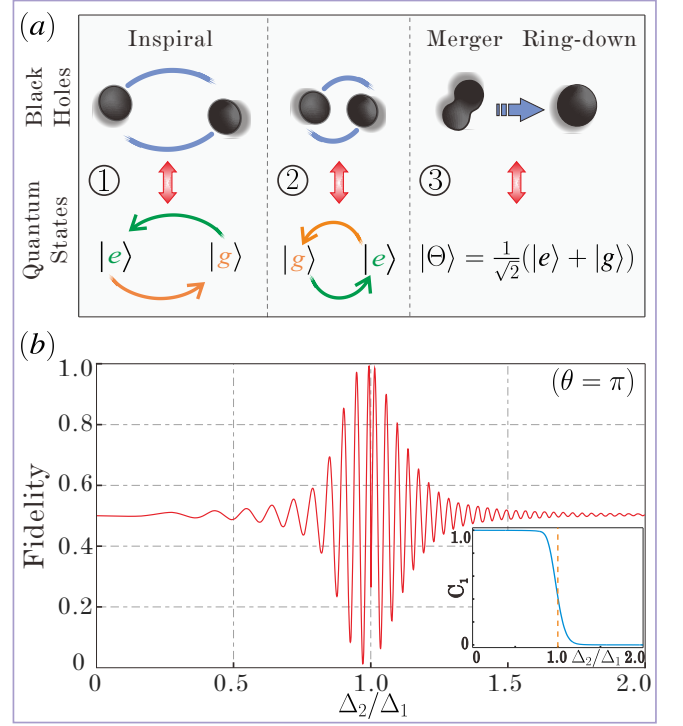 (a)
Inspiral
Merger
Ring-down
Black
Holes
① ② ③
Quantum
States
|e⟩ |g⟩ |g⟩ |e⟩ |Θ⟩ = 1/√2(|e⟩ + |g⟩)
(b)
1.0
(θ = π)
0.8
0.6
0.4
0.2
0
Fidelity
1.0
C₁
0
0 1.0 Δ₂/Δ₁ 2.0
0 0.5 1.0 1.5 2.0
Δ₂/Δ₁